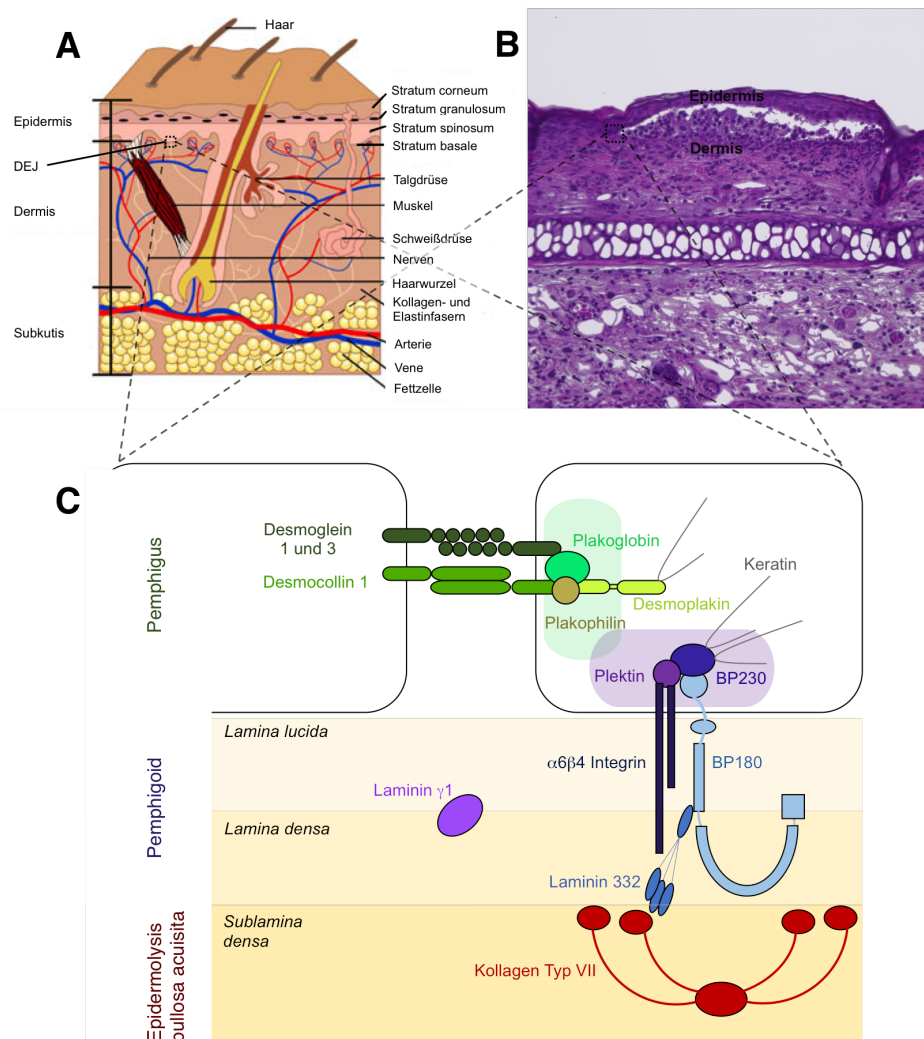 A
Haar
Epidermis
DEJ
Dermis
Subkutis
Stratum corneum
Stratum granulosum
Stratum spinosum
Stratum basale
Talgdrüse
Muskel
Schweißdrüse
Nerven
Haarwurzel
Kollagen- und
Elastinfasern
Arterie
Vene
Fettzelle
B
Epidermis
Dermis
C
Pemphigus
Desmoglein
1 und 3
Desmocollin 1
Plakoglobin
Keratin
Desmoplakin
Plakophilin
Plektin
BP230
Pemphigoid
Lamina lucida
α6β4 Integrin
BP180
Laminin γ1
Lamina densa
Laminin 332
Epidermolysis
bullosa acuisita
Sublamina
densa
Kollagen Typ VII